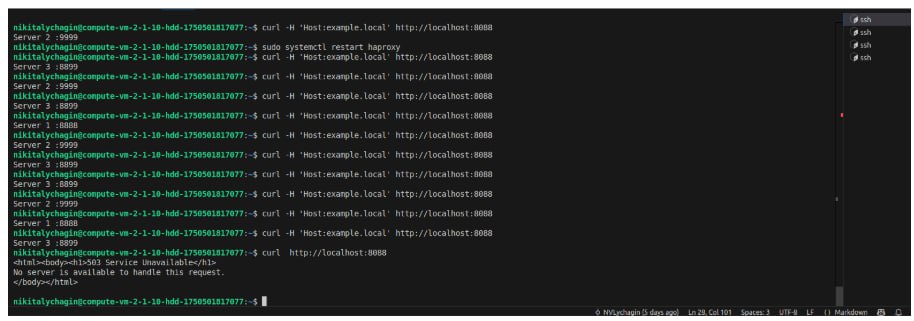 nikitalychagin@compute-vm-2-1-10-hdd-1750501817077:~$ curl -H 'Host:example.local' http://localhost:8088
Server 2 :9999
nikitalychagin@compute-vm-2-1-10-hdd-1750501817077:~$ sudo systemctl restart haproxy
nikitalychagin@compute-vm-2-1-10-hdd-1750501817077:~$ curl -H 'Host:example.local' http://localhost:8088
Server 3 :8899
nikitalychagin@compute-vm-2-1-10-hdd-1750501817077:~$ curl -H 'Host:example.local' http://localhost:8088
Server 2 :9999
nikitalychagin@compute-vm-2-1-10-hdd-1750501817077:~$ curl -H 'Host:example.local' http://localhost:8088
Server 3 :8899
nikitalychagin@compute-vm-2-1-10-hdd-1750501817077:~$ curl -H 'Host:example.local' http://localhost:8088
Server 1 :8888
nikitalychagin@compute-vm-2-1-10-hdd-1750501817077:~$ curl -H 'Host:example.local' http://localhost:8088
Server 2 :9999
nikitalychagin@compute-vm-2-1-10-hdd-1750501817077:~$ curl -H 'Host:example.local' http://localhost:8088
Server 3 :8899
nikitalychagin@compute-vm-2-1-10-hdd-1750501817077:~$ curl -H 'Host:example.local' http://localhost:8088
Server 3 :8899
nikitalychagin@compute-vm-2-1-10-hdd-1750501817077:~$ curl -H 'Host:example.local' http://localhost:8088
Server 2 :9999
nikitalychagin@compute-vm-2-1-10-hdd-1750501817077:~$ curl -H 'Host:example.local' http://localhost:8088
Server 1 :8888
nikitalychagin@compute-vm-2-1-10-hdd-1750501817077:~$ curl -H 'Host:example.local' http://localhost:8088
Server 3 :8899
nikitalychagin@compute-vm-2-1-10-hdd-1750501817077:~$ curl  http://localhost:8088
<html><body><h1>503 Service Unavailable</h1>
No server is available to handle this request.
</body></html>
nikitalychagin@compute-vm-2-1-10-hdd-1750501817077:~$
ssh
ssh
ssh
ssh
NVLychagin (5 days ago) Ln 28, Col 101 Spaces: 3 UTF-8 LF {} Markdown